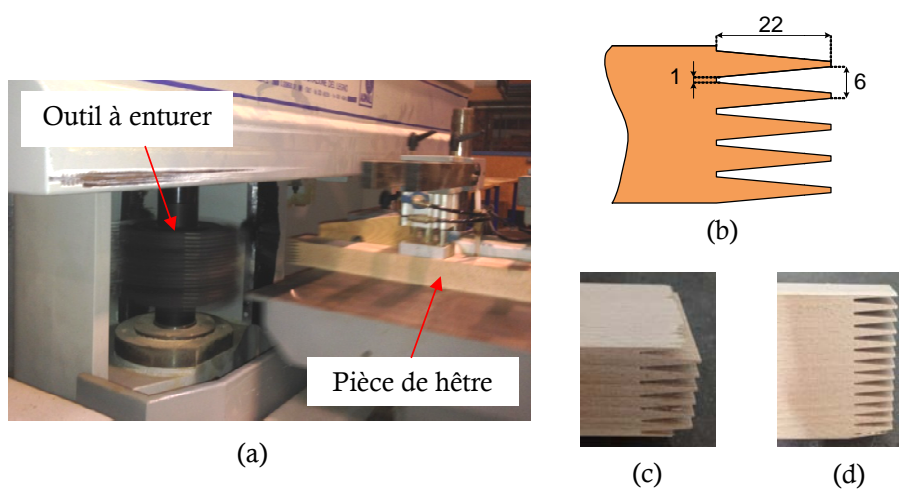 Outil à enturer
Pièce de hêtre
(a)
22
1
6
(b)
(c)
(d)